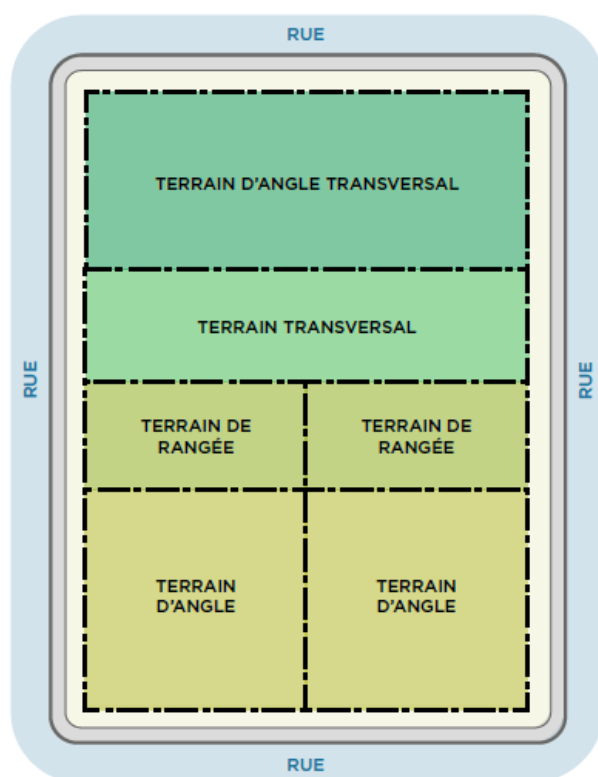 RUE
TERRAIN D'ANGLE TRANSVERSAL
TERRAIN TRANSVERSAL
RUE
RUE
TERRAIN DE
RANGÉE
TERRAIN DE
RANGÉE
TERRAIN
D'ANGLE
TERRAIN
D'ANGLE
RUE